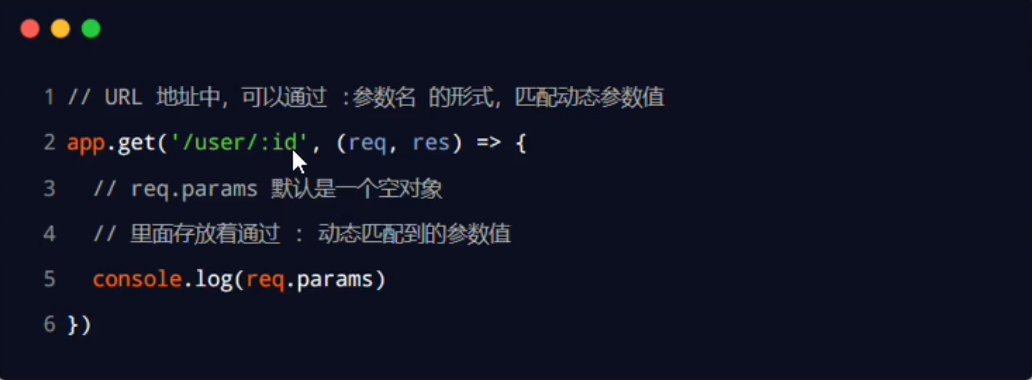 1 // URL 地址中，可以通过 :参数名 的形式，匹配动态参数值
2 app.get('/user/:id', (req, res) => {
3   // req.params 默认是一个空对象
4   // 里面存放着通过 : 动态匹配到的参数值
5   console.log(req.params)
6 })